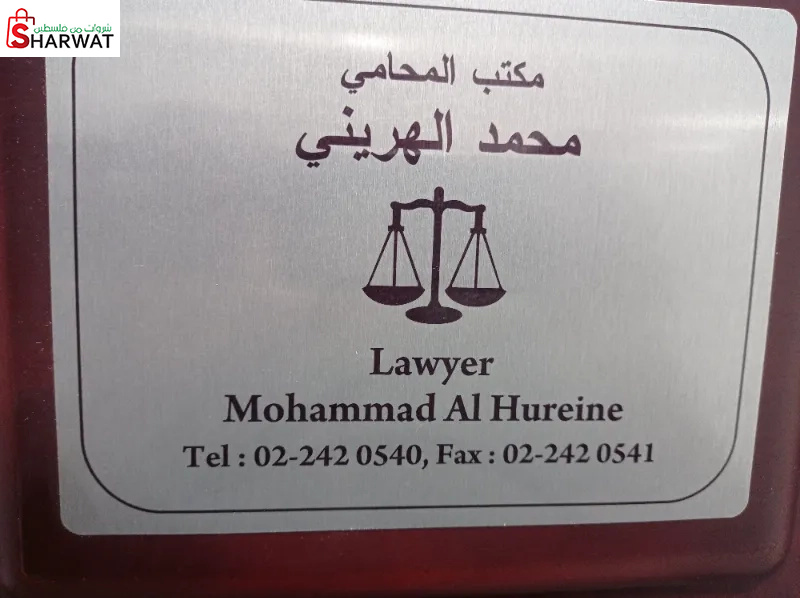 شروات من فلسطين
SHARWAT
مكتب المحامي
محمد الهريني
Lawyer
Mohammad Al Hureine
Tel : 02-242 0540, Fax : 02-242 0541